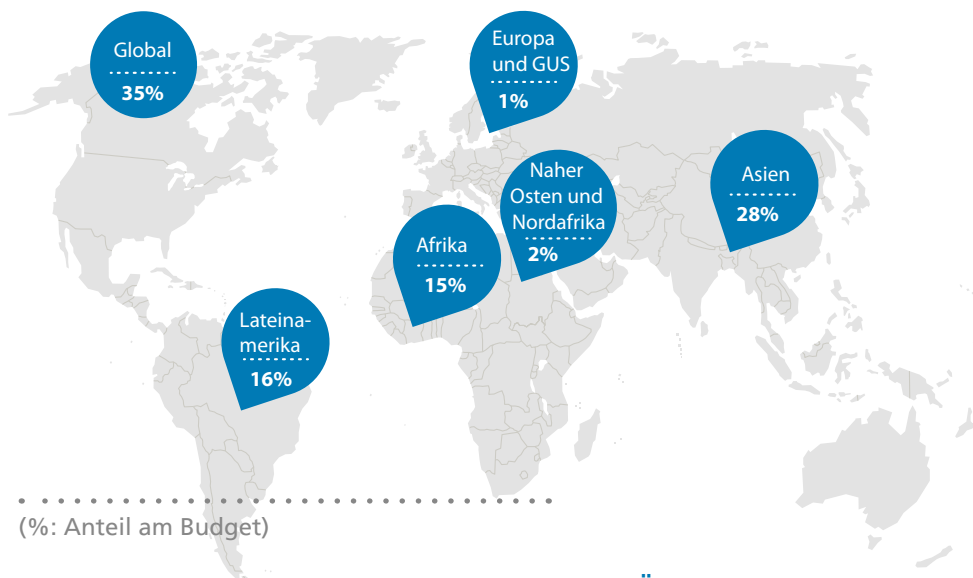 Global
35%
Europa
und GUS
1%
Naher
Osten und
Nordafrika
2%
Asien
28%
Afrika
15%
Lateina-
merika
16%
(%: Anteil am Budget)